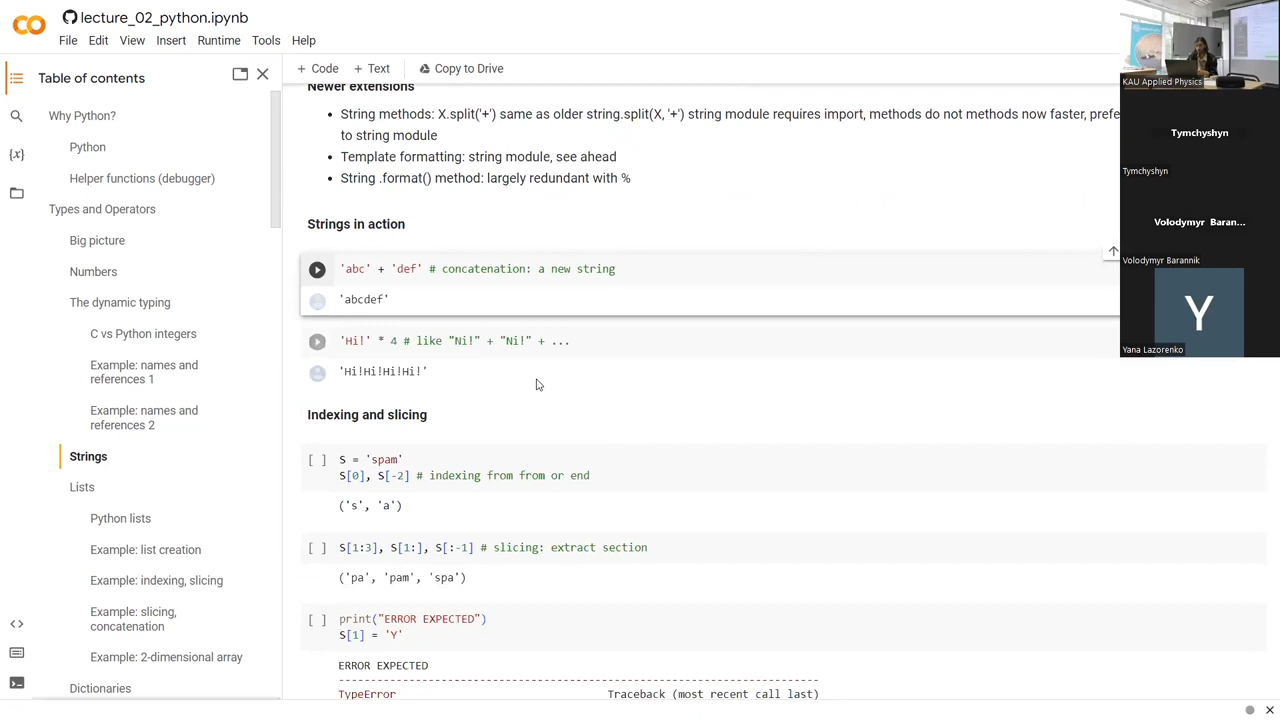 lecture_02_python.ipynb
File Edit View Insert Runtime Tools Help
Table of contents
+ Code + Text Copy to Drive
Why Python?
Python
Helper functions (debugger)
Types and Operators
Big picture
Numbers
The dynamic typing
C vs Python integers
Example: names and
references 1
Example: names and
references 2
Strings
Lists
Python lists
Example: list creation
Example: indexing, slicing
Example: slicing,
concatenation
Example: 2-dimensional array
Dictionaries
Newer extensions
String methods: X.split('+') same as older string.split(X, '+') string module requires import, methods do not methods now faster, prefe
to string module
Template formatting: string module, see ahead
String .format() method: largely redundant with %
Strings in action
'abc' + 'def' # concatenation: a new string
'abcdef'
'Hi!' * 4 # like "Ni!" + "Ni!" + ...
'Hi!Hi!Hi!Hi!'
Indexing and slicing
[ ] S = 'spam'
S[0], S[-2] # indexing from from or end
('s', 'a')
[ ] S[1:3], S[1:], S[:-1] # slicing: extract section
('pa', 'pam', 'spa')
[ ] print("ERROR EXPECTED")
S[1] = 'Y'
ERROR EXPECTED
---------------------------------------------------------------------------
TypeError Traceback (most recent call last)
KAU Applied Physics
Tymchyshyn
Tymchyshyn
Volodymyr Baran...
Volodymyr Barannik
Y
Yana Lazorenko